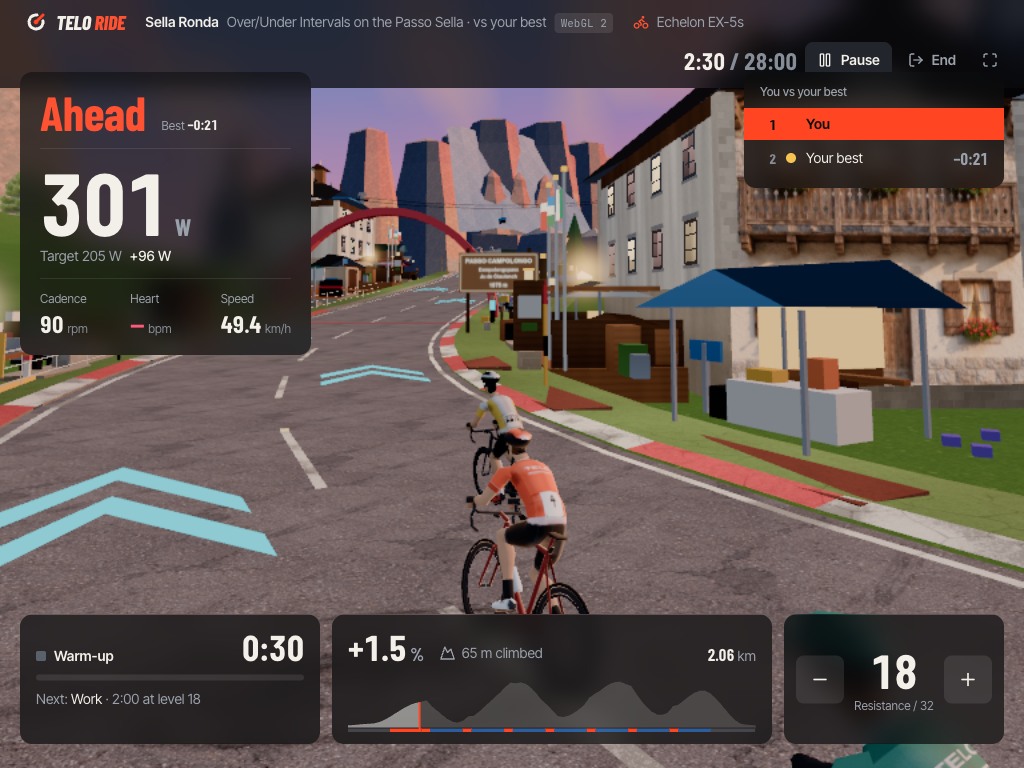 TELO RIDE Sella Ronda Over/Under Intervals on the Passo Sella · vs your best WebGL 2 Echelon EX-5s
2:30 / 28:00 Pause End
Ahead Best −0:21
301 W
Target 205 W +96 W
Cadence Heart Speed
90 rpm — bpm 49.4 km/h
You vs your best
1 You
2 Your best −0:21
PASSO CAMPOLONGO
1875 m
Warm-up 0:30
Next: Work · 2:00 at level 18
+1.5 % 65 m climbed 2.06 km
− 18 +
Resistance / 32
TELO